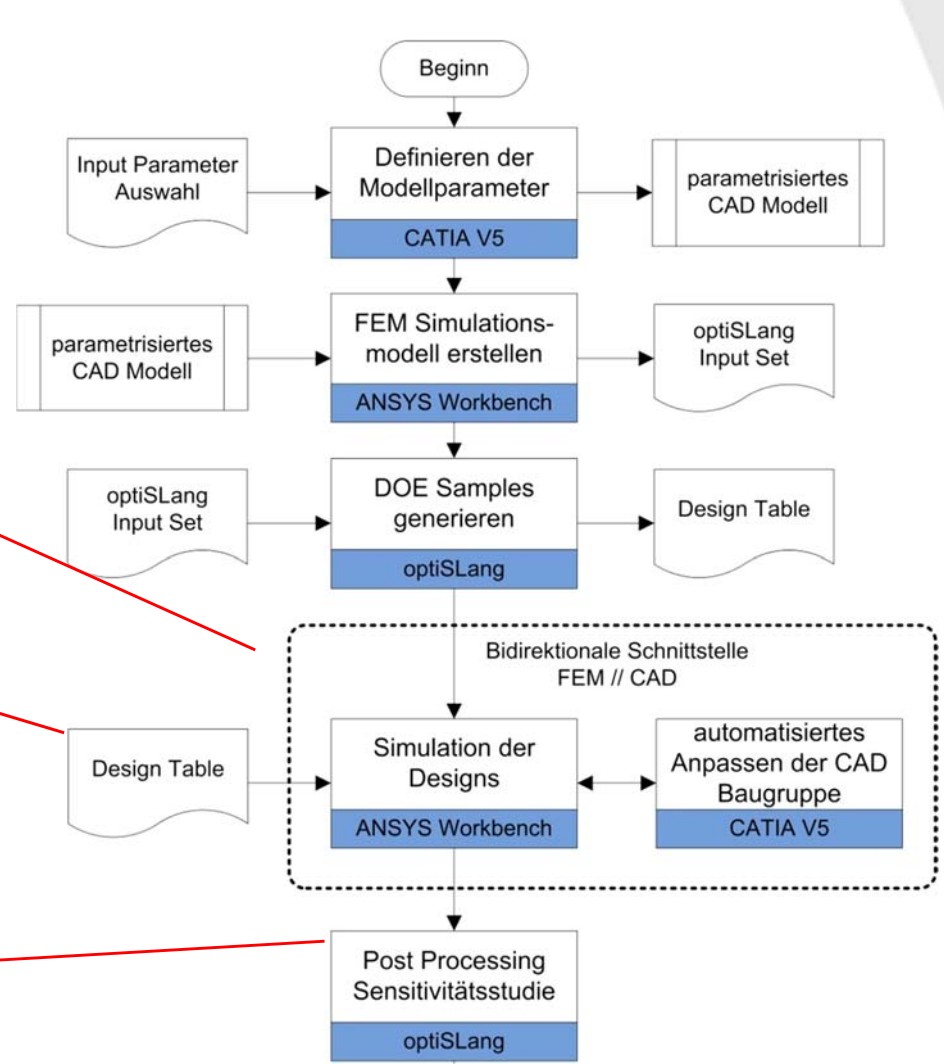 Beginn
Input Parameter
Auswahl
Definieren der
Modellparameter
CATIA V5
parametrisiertes
CAD Modell
parametrisiertes
CAD Modell
FEM Simulations-
modell erstellen
ANSYS Workbench
optiSLang
Input Set
optiSLang
Input Set
DOE Samples
generieren
optiSLang
Design Table
Bidirektionale Schnittstelle
FEM // CAD
Design Table
Simulation der
Designs
ANSYS Workbench
automatisiertes
Anpassen der CAD
Baugruppe
CATIA V5
Post Processing
Sensitivitätsstudie
optiSLang